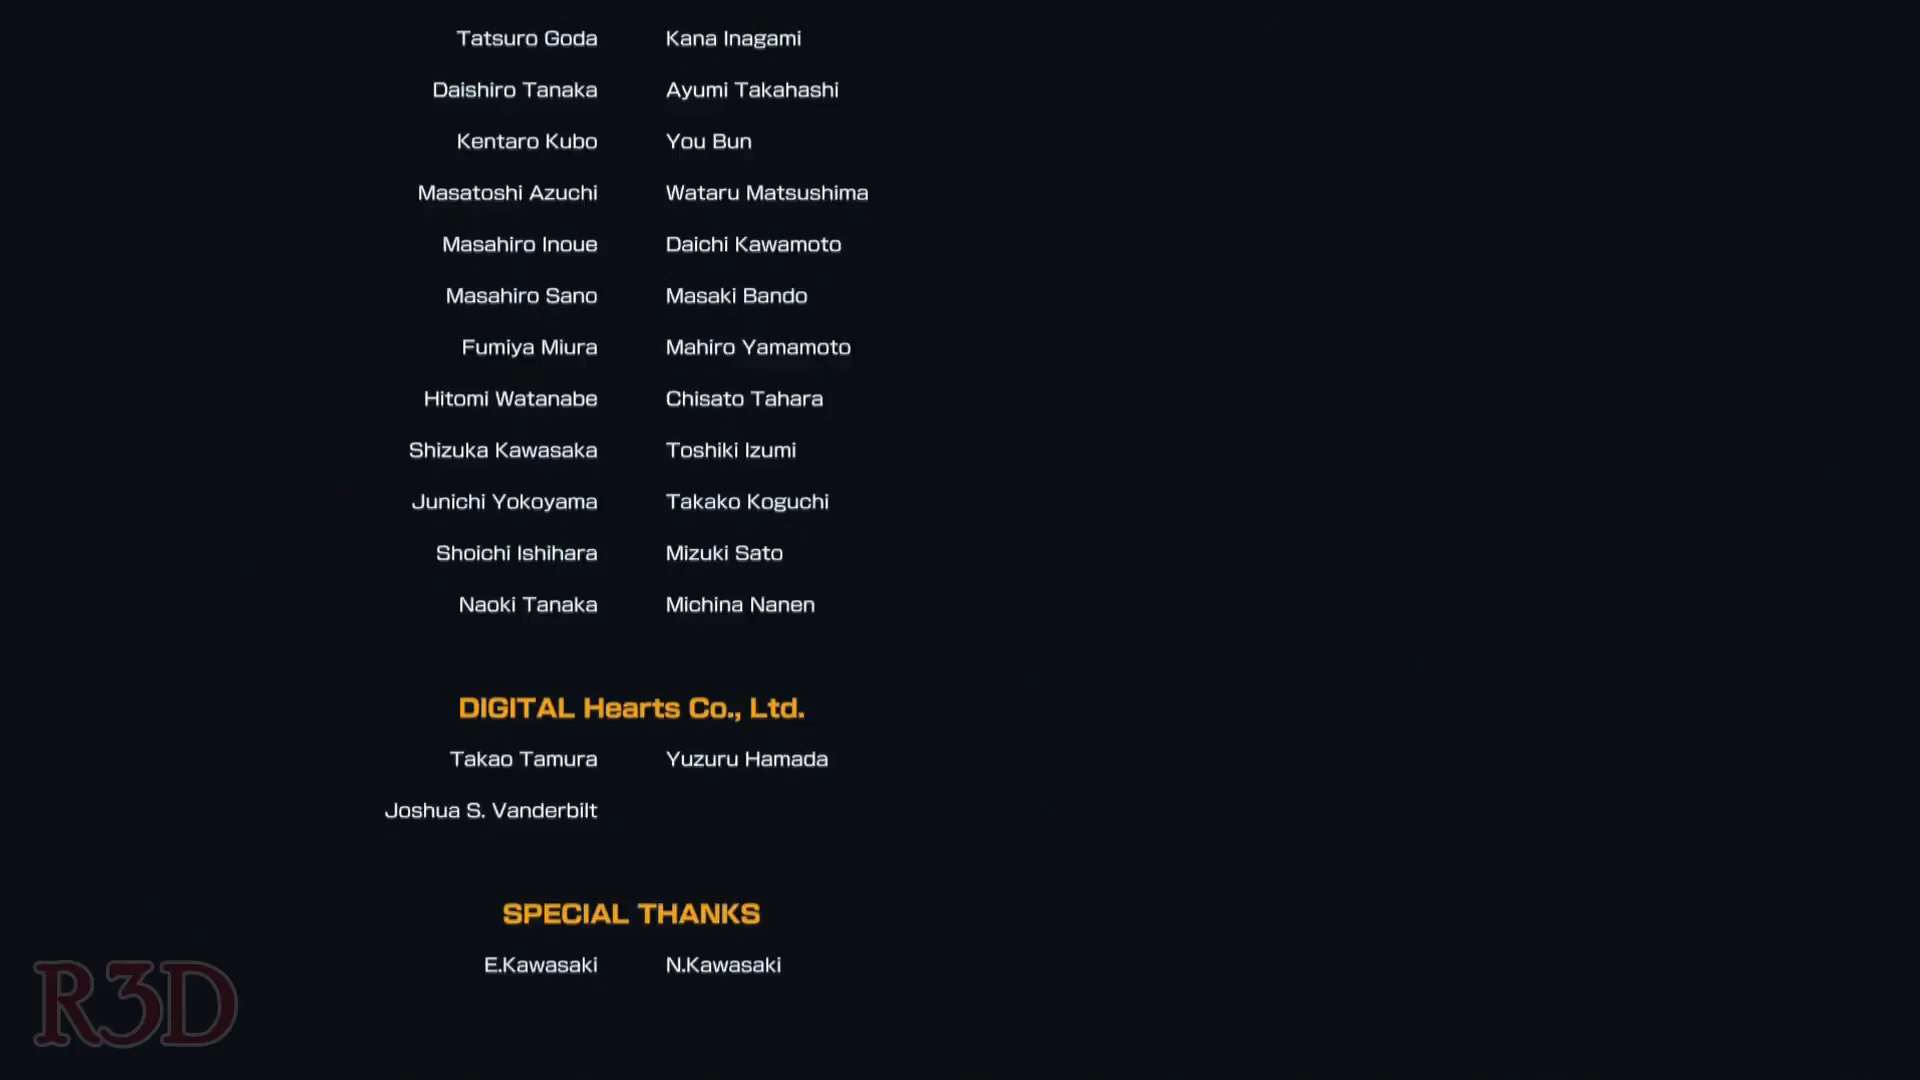 Tatsuro Goda Kana Inagami
Daishiro Tanaka Ayumi Takahashi
Kentaro Kubo You Bun
Masatoshi Azuchi Wataru Matsushima
Masahiro Inoue Daichi Kawamoto
Masahiro Sano Masaki Bando
Fumiya Miura Mahiro Yamamoto
Hitomi Watanabe Chisato Tahara
Shizuka Kawasaka Toshiki Izumi
Junichi Yokoyama Takako Koguchi
Shoichi Ishihara Mizuki Sato
Naoki Tanaka Michina Nanen
DIGITAL Hearts Co., Ltd.
Takao Tamura Yuzuru Hamada
Joshua S. Vanderbilt
SPECIAL THANKS
E.Kawasaki N.Kawasaki
R3D